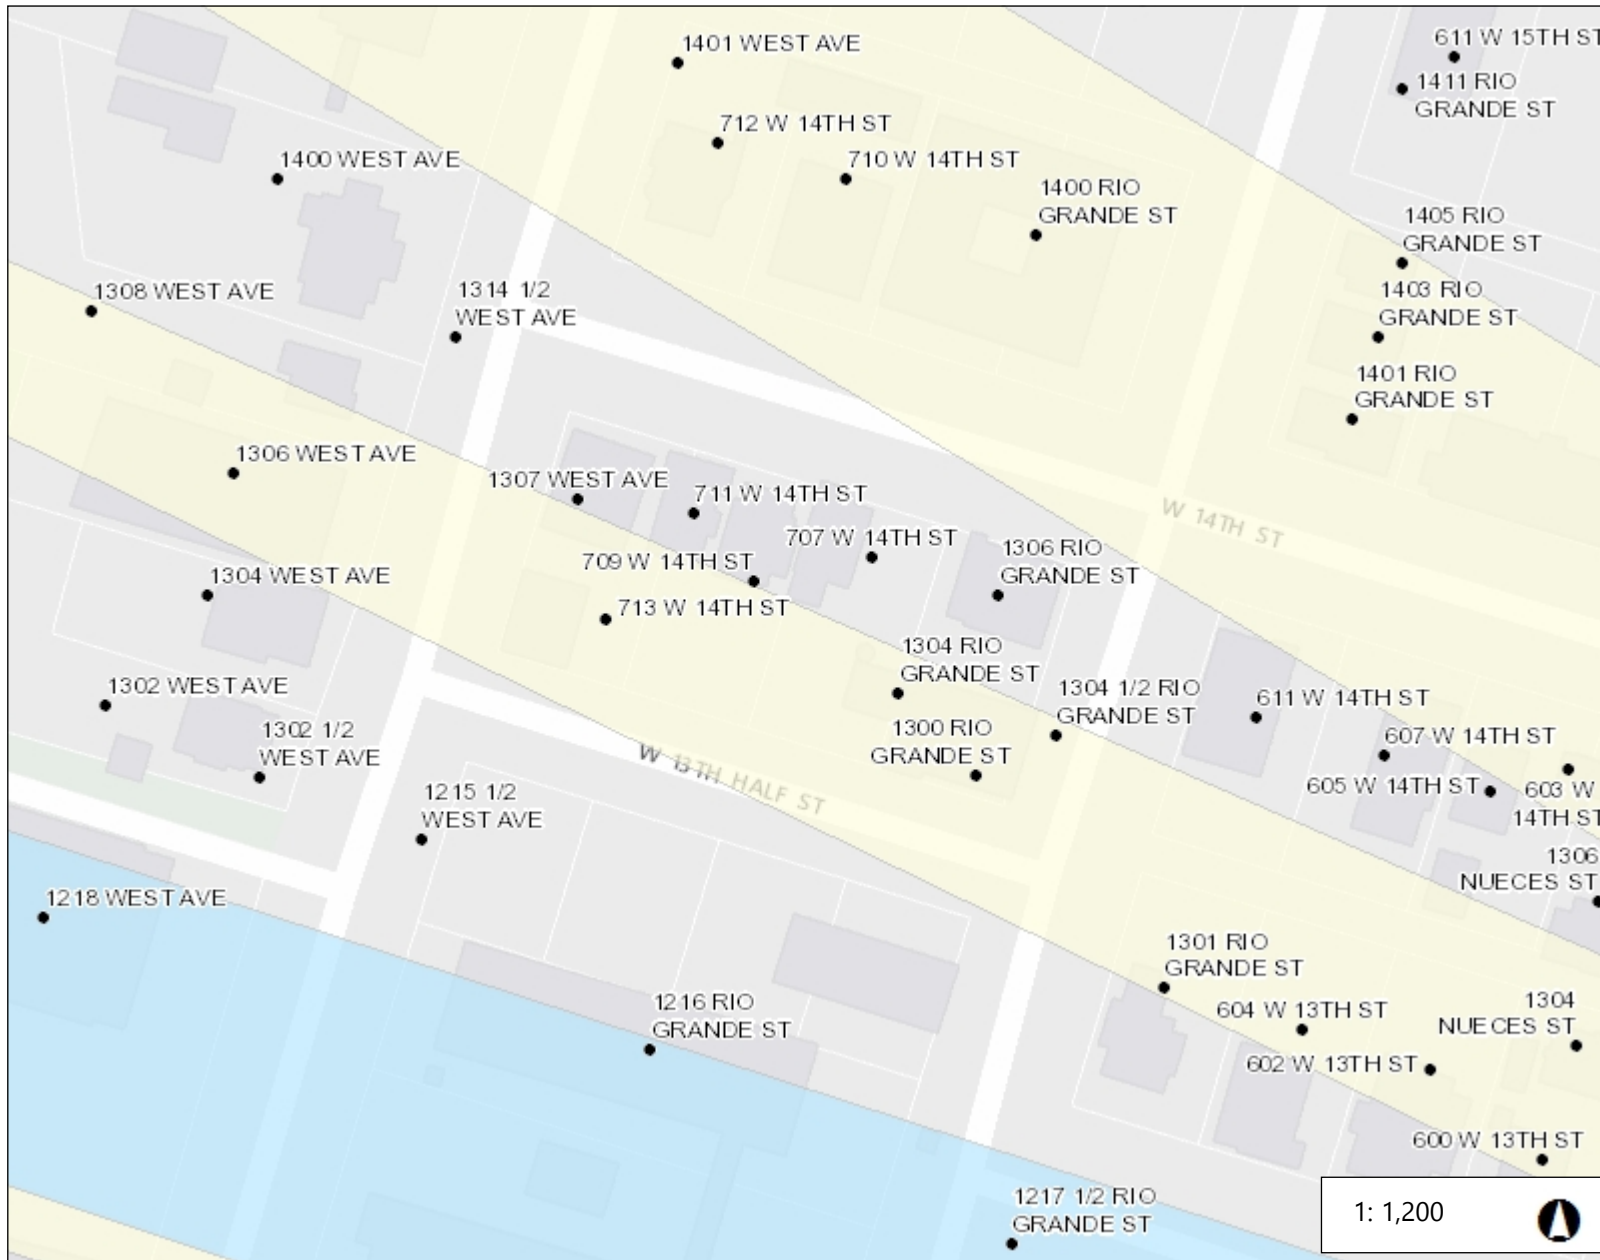 1401 WEST AVE
611 W 15TH ST
1411 RIO
GRANDE ST
712 W 14TH ST
710 W 14TH ST
1400 WEST AVE
1400 RIO
GRANDE ST
1405 RIO
GRANDE ST
1308 WEST AVE
1314 1/2
WEST AVE
1403 RIO
GRANDE ST
1401 RIO
GRANDE ST
1306 WEST AVE
1307 WEST AVE
711 W 14TH ST
W 14TH ST
707 W 14TH ST
709 W 14TH ST
1306 RIO
GRANDE ST
1304 WEST AVE
713 W 14TH ST
1304 RIO
GRANDE ST
1302 WEST AVE
1304 1/2 RIO
GRANDE ST
611 W 14TH ST
1302 1/2
WEST AVE
1300 RIO
GRANDE ST
607 W 14TH ST
W 13TH HALF ST
605 W 14TH ST
603 W
14TH ST
1215 1/2
WEST AVE
1306
NUECES ST
1218 WEST AVE
1301 RIO
GRANDE ST
1216 RIO
GRANDE ST
604 W 13TH ST
1304
NUECES ST
602 W 13TH ST
600 W 13TH ST
1217 1/2 RIO
GRANDE ST
1: 1,200